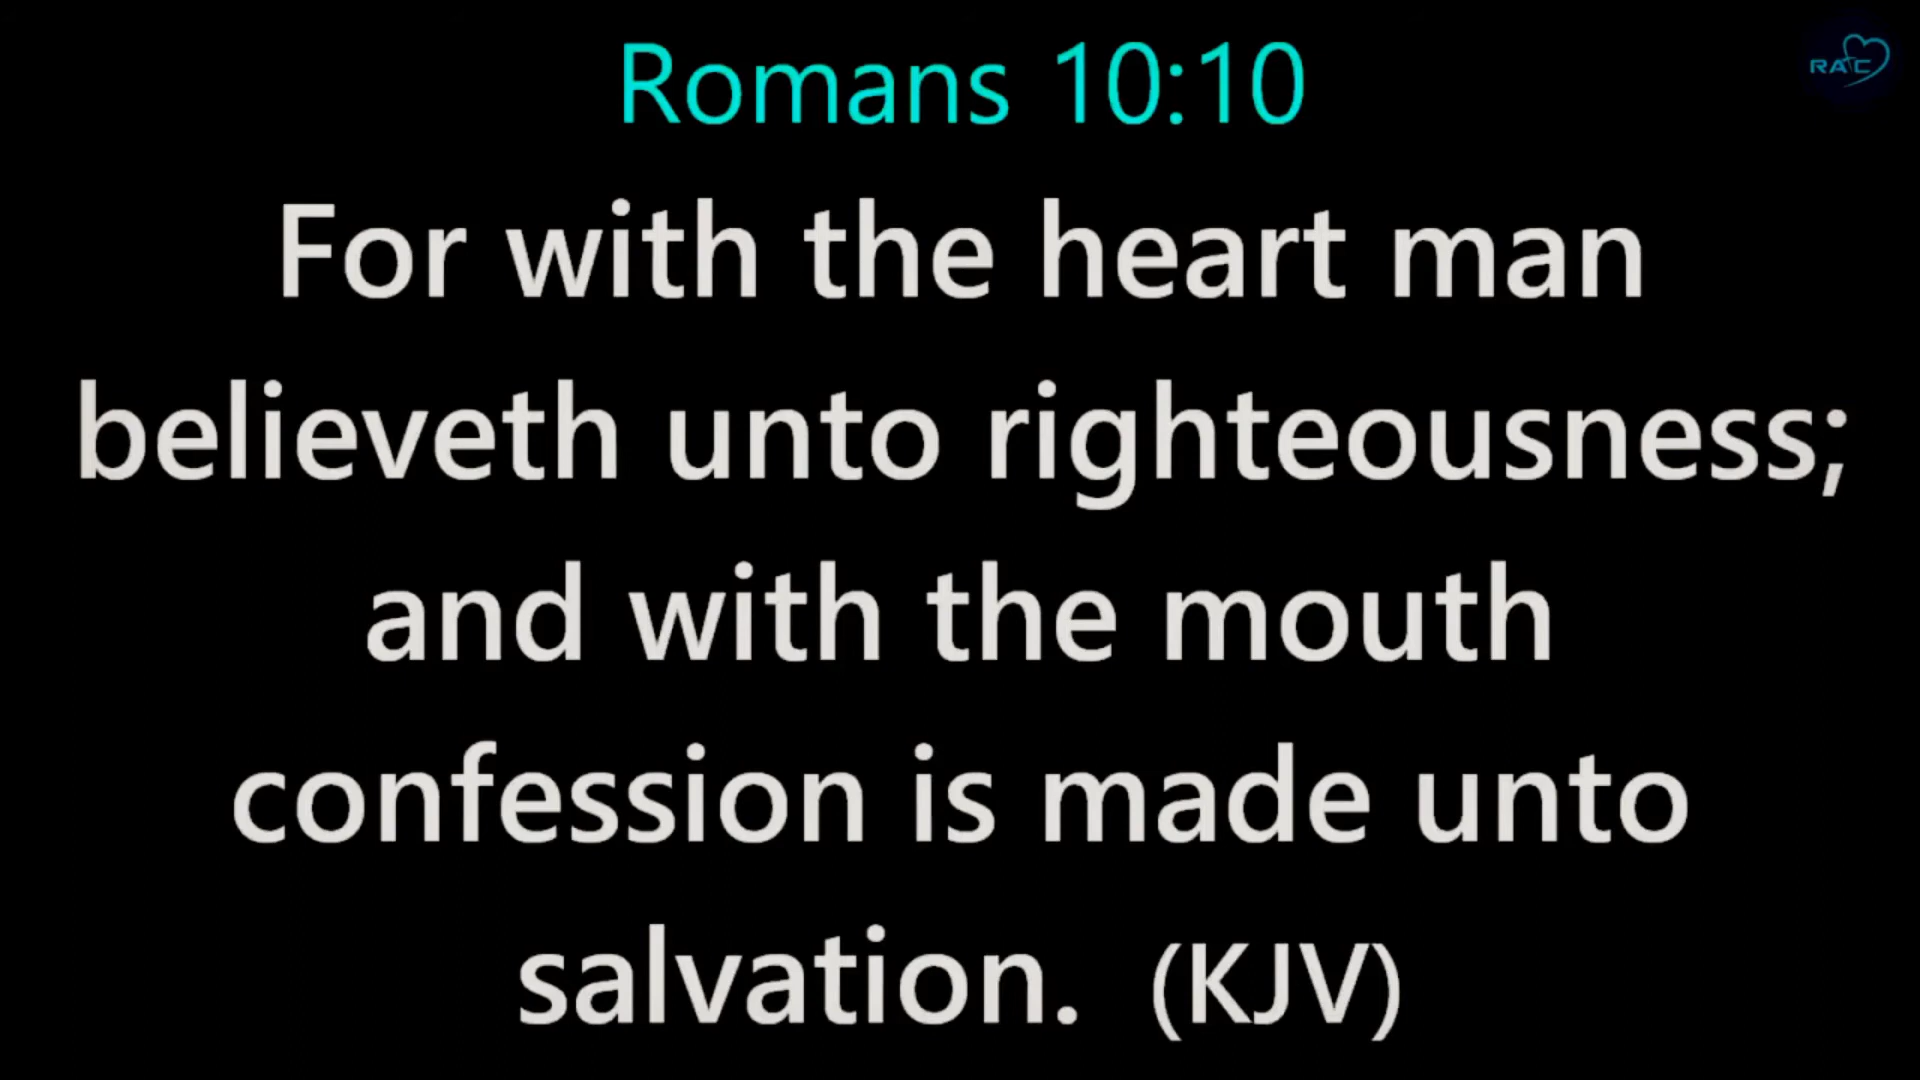 Romans 10:10
RAC
For with the heart man
believeth unto righteousness;
and with the mouth
confession is made unto
salvation. (KJV)